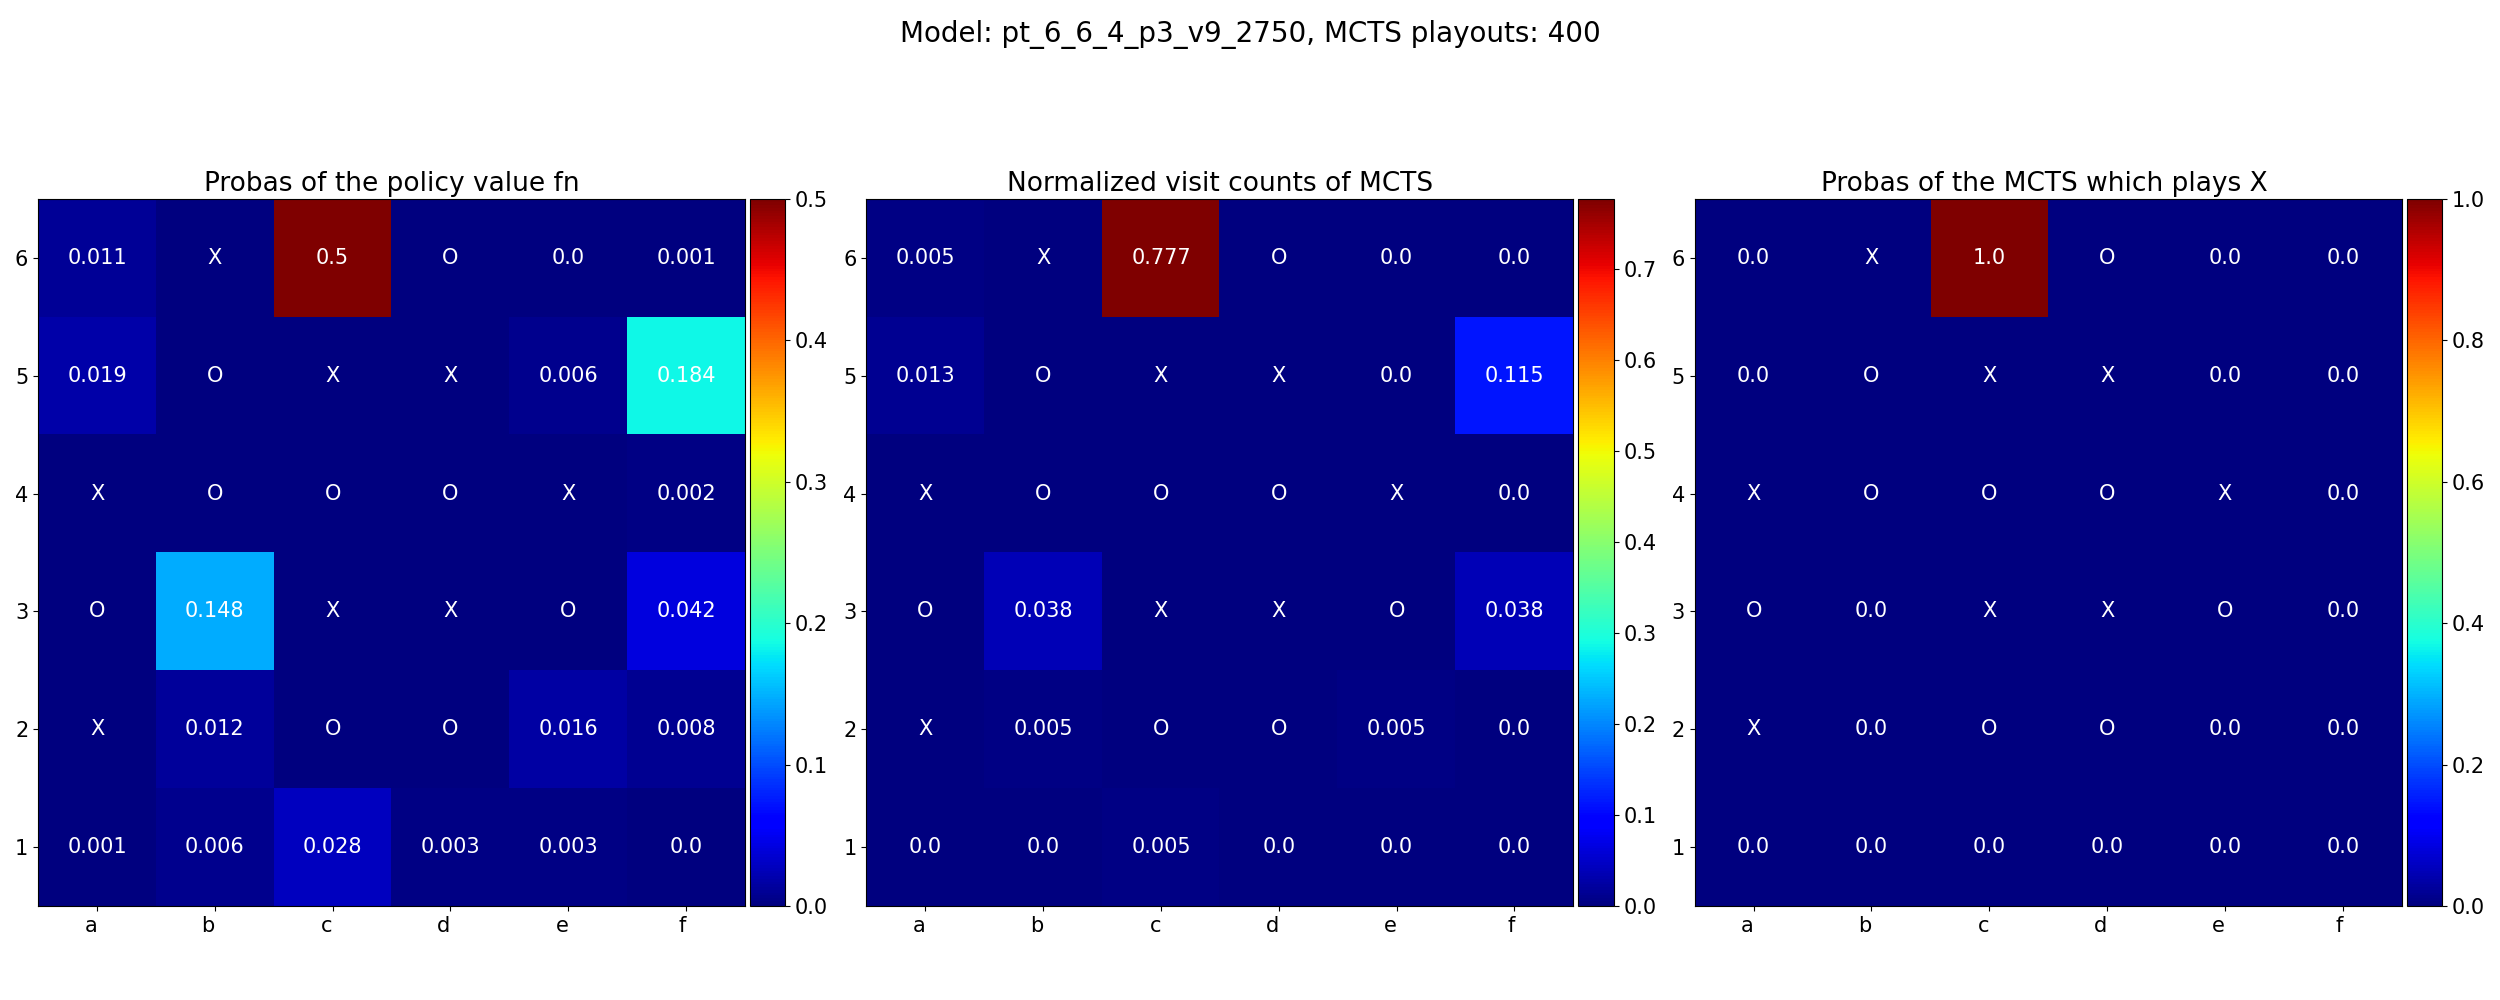 Model: pt_6_6_4_p3_v9_2750, MCTS playouts: 400
Probas of the policy value fn
6 0.011 X 0.5 O 0.0 0.001
5 0.019 O X X 0.006 0.184
4 X O O O X 0.002
3 O 0.148 X X O 0.042
2 X 0.012 O O 0.016 0.008
1 0.001 0.006 0.028 0.003 0.003 0.0
a b c d e f
0.5
0.4
0.3
0.2
0.1
0.0
Normalized visit counts of MCTS
6 0.005 X 0.777 O 0.0 0.0
5 0.013 O X X 0.0 0.115
4 X O O O X 0.0
3 O 0.038 X X O 0.038
2 X 0.005 O O 0.005 0.0
1 0.0 0.0 0.005 0.0 0.0 0.0
a b c d e f
0.7
0.6
0.5
0.4
0.3
0.2
0.1
0.0
Probas of the MCTS which plays X
6 0.0 X 1.0 O 0.0 0.0
5 0.0 O X X 0.0 0.0
4 X O O O X 0.0
3 O 0.0 X X O 0.0
2 X 0.0 O O 0.0 0.0
1 0.0 0.0 0.0 0.0 0.0 0.0
a b c d e f
1.0
0.8
0.6
0.4
0.2
0.0